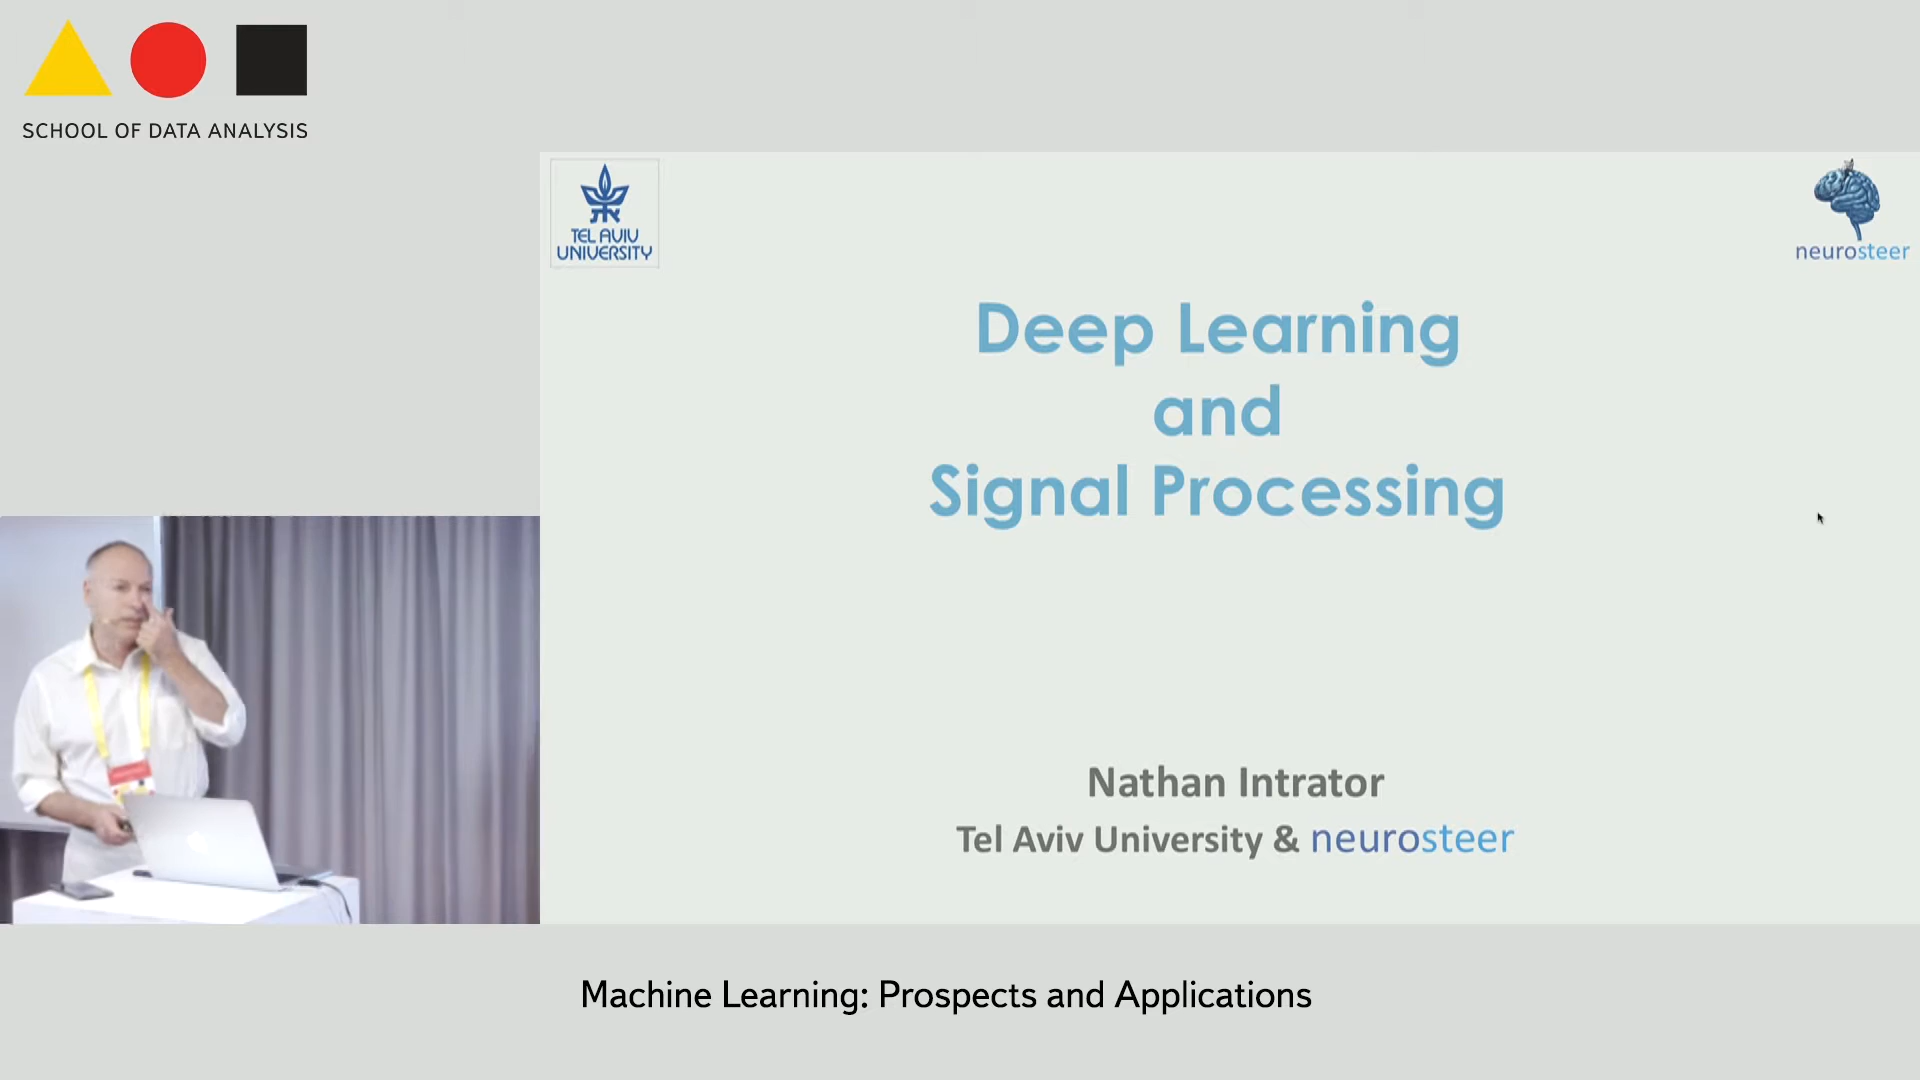 SCHOOL OF DATA ANALYSIS
TEL AVIV
UNIVERSITY
neurosteer
Deep Learning
and
Signal Processing
Nathan Intrator
Tel Aviv University & neurosteer
Machine Learning: Prospects and Applications